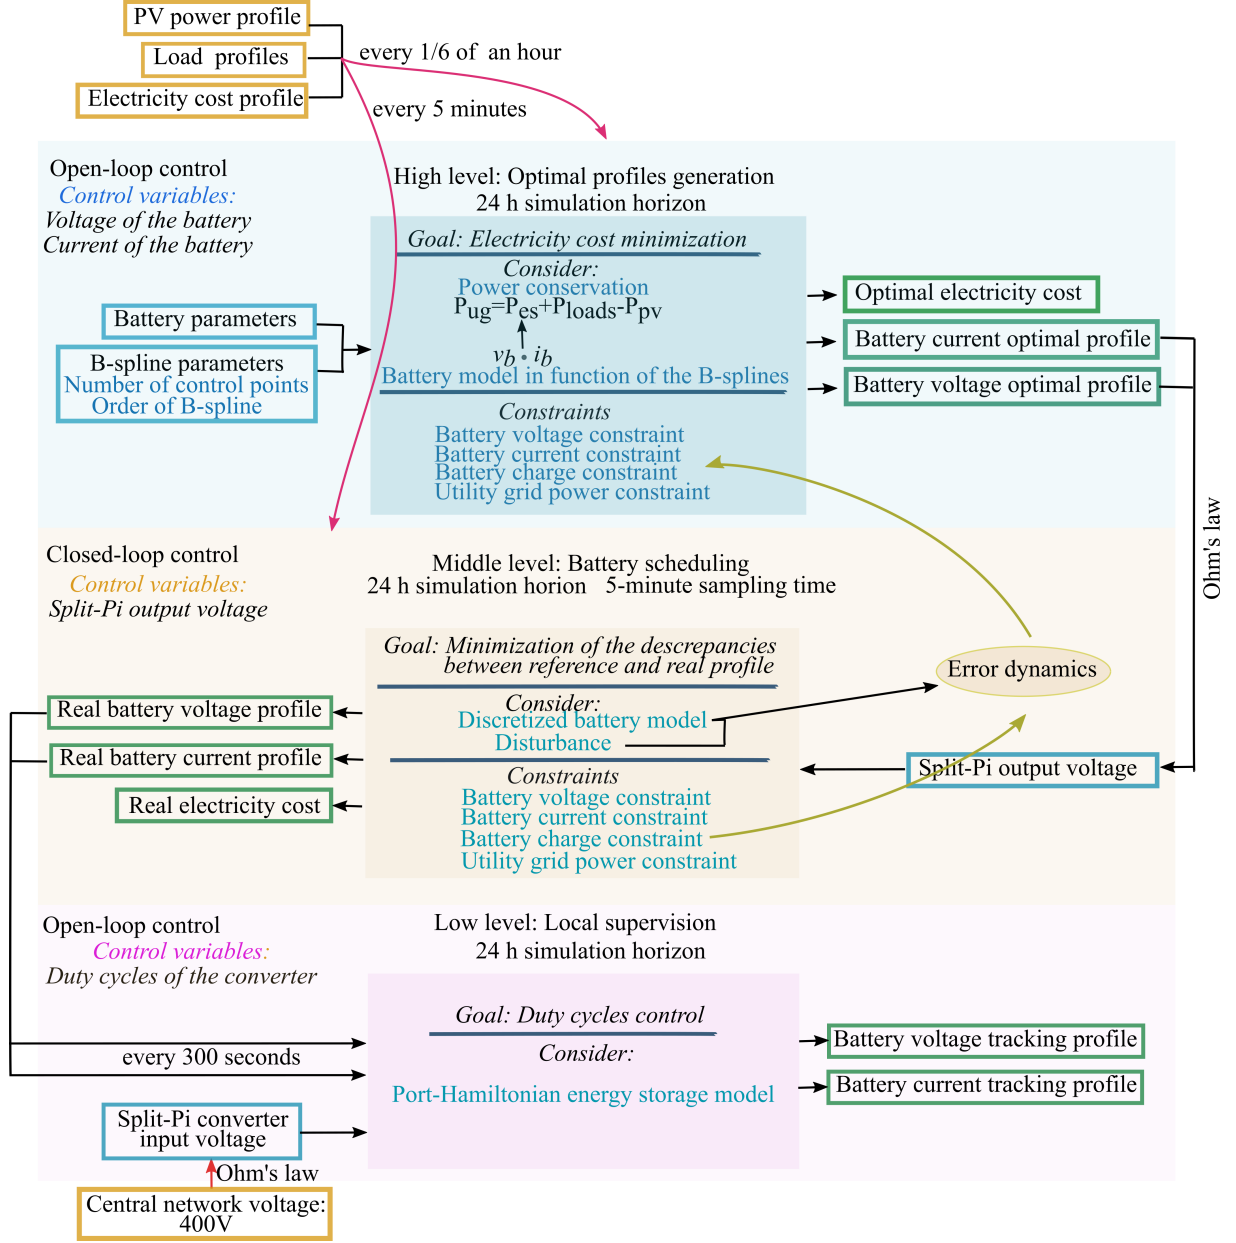 PV power profile
Load profiles
Electricity cost profile
every 1/6 of an hour
every 5 minutes
Open-loop control
Control variables:
Voltage of the battery
Current of the battery
High level: Optimal profiles generation
24 h simulation horizon
Goal: Electricity cost minimization
Consider:
Power conservation
Pug=Pes+Ploads-Ppv
vb · ib
Battery model in function of the B-splines
Constraints
Battery voltage constraint
Battery current constraint
Battery charge constraint
Utility grid power constraint
Battery parameters
B-spline parameters
Number of control points
Order of B-spline
Optimal electricity cost
Battery current optimal profile
Battery voltage optimal profile
Ohm's law
Closed-loop control
Control variables:
Split-Pi output voltage
Middle level: Battery scheduling
24 h simulation horion 5-minute sampling time
Goal: Minimization of the descrepancies
between reference and real profile
Consider:
Discretized battery model
Disturbance
Constraints
Battery voltage constraint
Battery current constraint
Battery charge constraint
Utility grid power constraint
Error dynamics
Split-Pi output voltage
Real battery voltage profile
Real battery current profile
Real electricity cost
Open-loop control
Control variables:
Duty cycles of the converter
Low level: Local supervision
24 h simulation horizon
Goal: Duty cycles control
Consider:
Port-Hamiltonian energy storage model
every 300 seconds
Battery voltage tracking profile
Battery current tracking profile
Split-Pi converter
input voltage
Ohm's law
Central network voltage:
400V